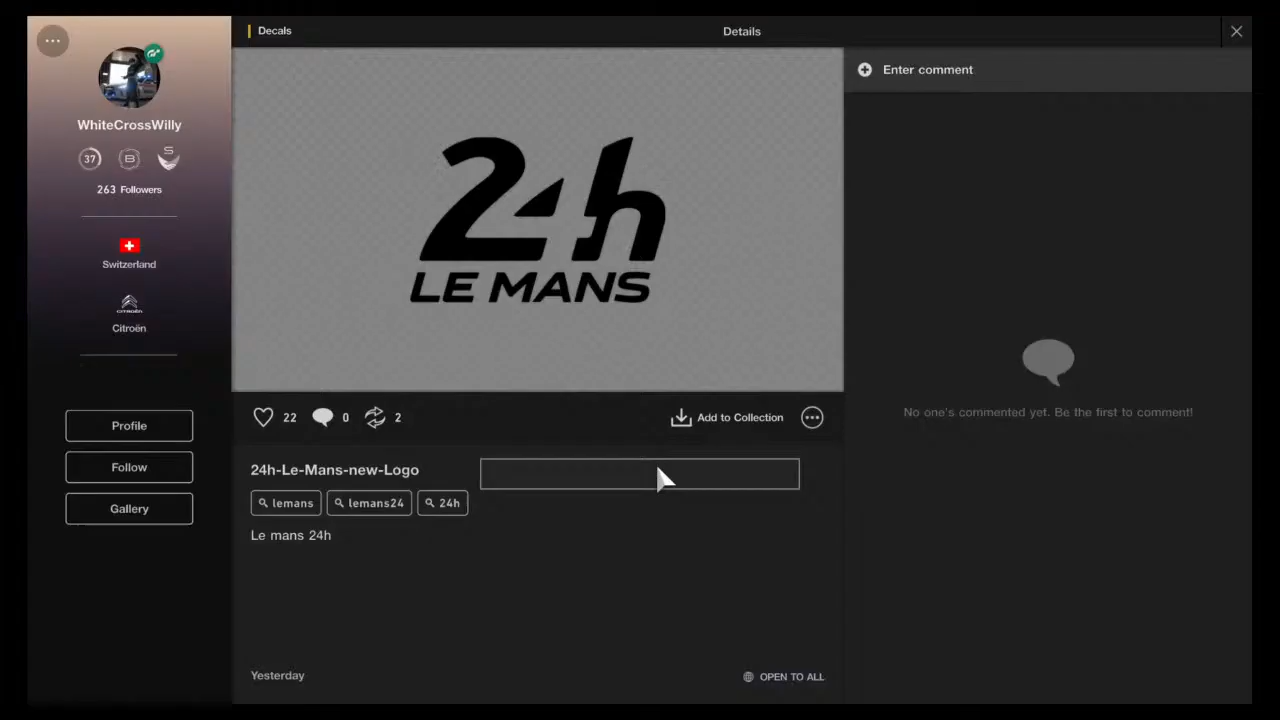 Decals
Details
Enter comment
WhiteCrossWilly
37 B S
263 Followers
Switzerland
CITROËN
Citroën
Profile
Follow
Gallery
24h
LE MANS
22 0 2
Add to Collection
24h-Le-Mans-new-Logo
lemans lemans24 24h
Le mans 24h
Yesterday
OPEN TO ALL
No one's commented yet. Be the first to comment!